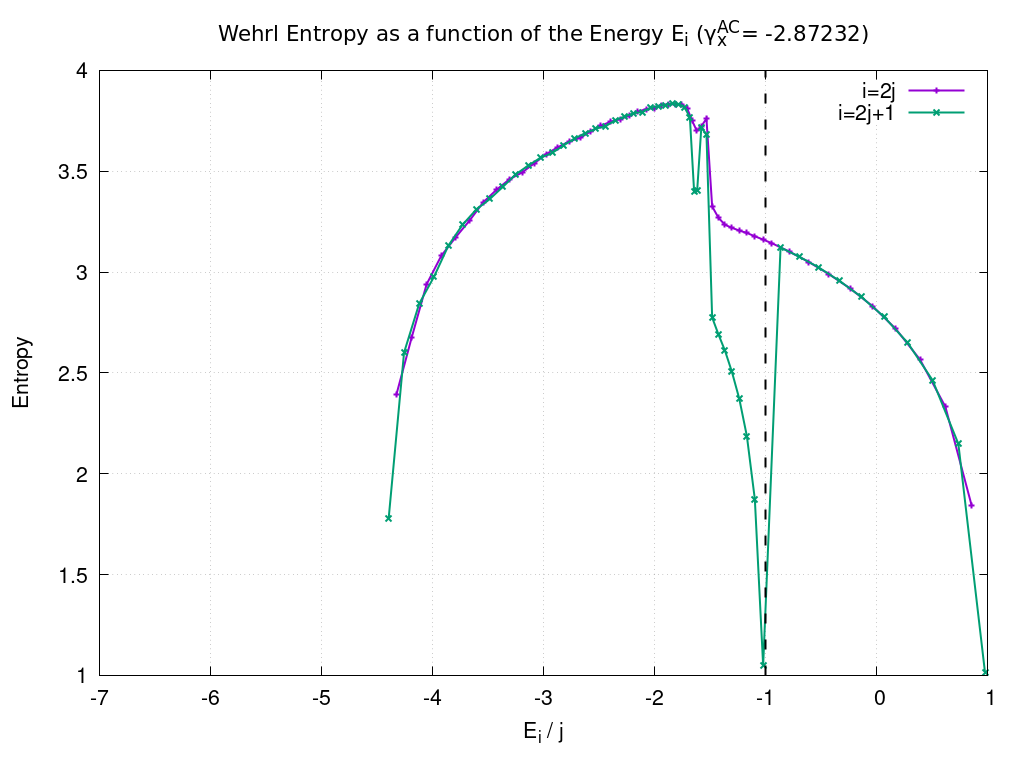 Wehrl Entropy as a function of the Energy E_i (γ_x^AC= -2.87232)
i=2j
i=2j+1
4
3.5
3
2.5
2
1.5
1
Entropy
-7 -6 -5 -4 -3 -2 -1 0 1
E_i / j